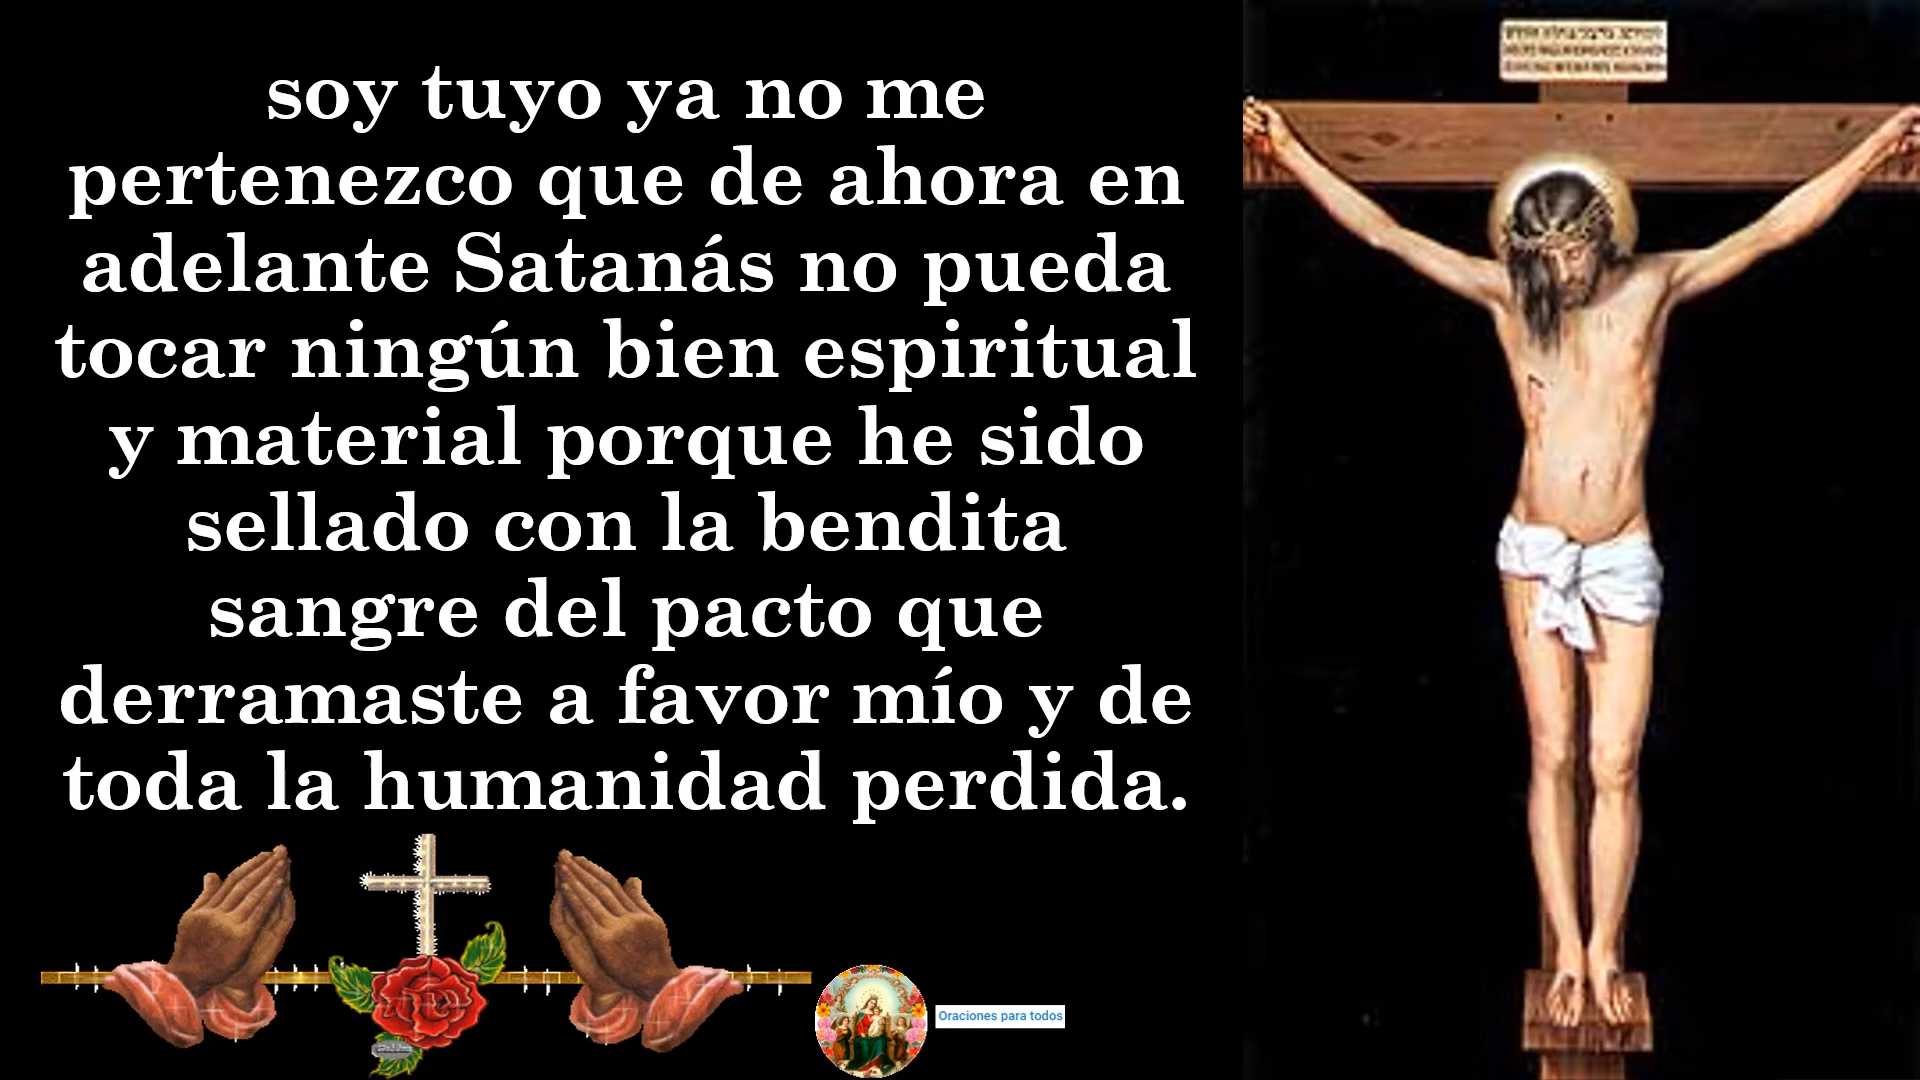 soy tuyo ya no me
pertenezco que de ahora en
adelante Satanás no pueda
tocar ningún bien espiritual
y material porque he sido
sellado con la bendita
sangre del pacto que
derramaste a favor mío y de
toda la humanidad perdida.
Oraciones para todos